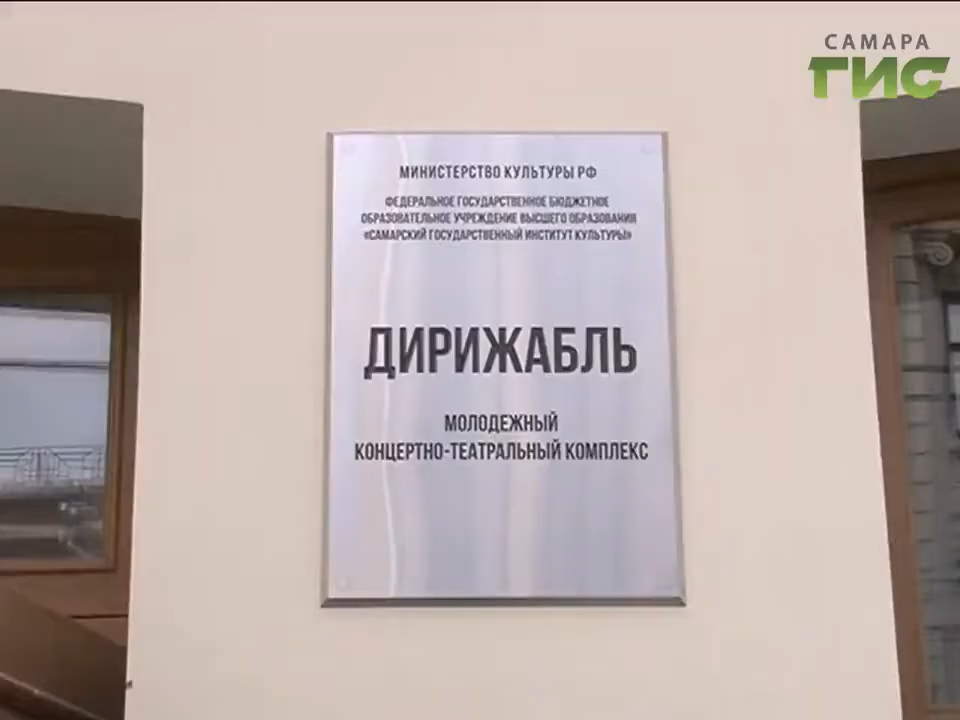 САМАРА
ГИС
МИНИСТЕРСТВО КУЛЬТУРЫ РФ
ФЕДЕРАЛЬНОЕ ГОСУДАРСТВЕННОЕ БЮДЖЕТНОЕ
ОБРАЗОВАТЕЛЬНОЕ УЧРЕЖДЕНИЕ ВЫСШЕГО ОБРАЗОВАНИЯ
«САМАРСКИЙ ГОСУДАРСТВЕННЫЙ ИНСТИТУТ КУЛЬТУРЫ»
ДИРИЖАБЛЬ
МОЛОДЕЖНЫЙ
КОНЦЕРТНО-ТЕАТРАЛЬНЫЙ КОМПЛЕКС